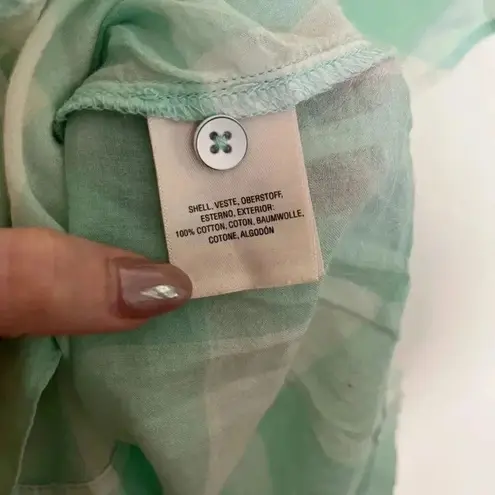 SHELL, VESTE, OBERSTOFF,
ESTERNO, EXTERIOR:
100% COTTON, COTON, BAUMWOLLE,
COTONE, ALGODÓN